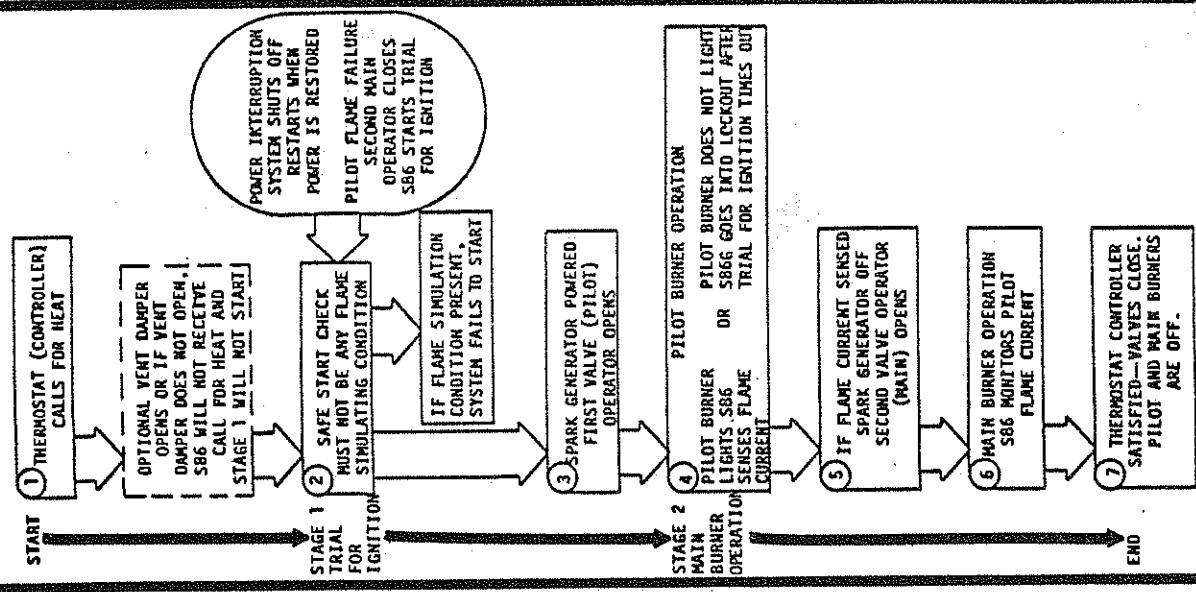 START
1 THERMOSTAT (CONTROLLER)
CALLS FOR HEAT
OPTIONAL VENT DAMPER
OPENS OR IF VENT
DAMPER DOES NOT OPEN,
S86 WILL NOT RECEIVE
CALL FOR HEAT AND
STAGE 1 WILL NOT START
STAGE 1
TRIAL
FOR
IGNITION
2 SAFE START CHECK
MUST NOT BE ANY FLAME
SIMULATING CONDITION
POWER INTERRUPTION
SYSTEM SHUTS OFF
RESTARTS WHEN
POWER IS RESTORED
PILOT FLAME FAILURE
SECOND MAIN
OPERATOR CLOSES
S86 STARTS TRIAL
FOR IGNITION
IF FLAME SIMULATION
CONDITION PRESENT,
SYSTEM FAILS TO START
3 SPARK GENERATOR POWERED
FIRST VALVE (PILOT)
OPERATOR OPENS
STAGE 2
MAIN
BURNER
OPERATION
4 PILOT BURNER OPERATION
PILOT BURNER
LIGHTS S86
SENSES FLAME
CURRENT
OR
PILOT BURNER DOES NOT LIGHT
S86G GOES INTO LOCKOUT AFTER
TRIAL FOR IGNITION TIMES OUT
5 IF FLAME CURRENT SENSED
SPARK GENERATOR OFF
SECOND VALVE OPERATOR
(MAIN) OPENS
6 MAIN BURNER OPERATION
S86 MONITORS PILOT
FLAME CURRENT
END
7 THERMOSTAT CONTROLLER
SATISFIED—VALVES CLOSE.
PILOT AND MAIN BURNERS
ARE OFF.